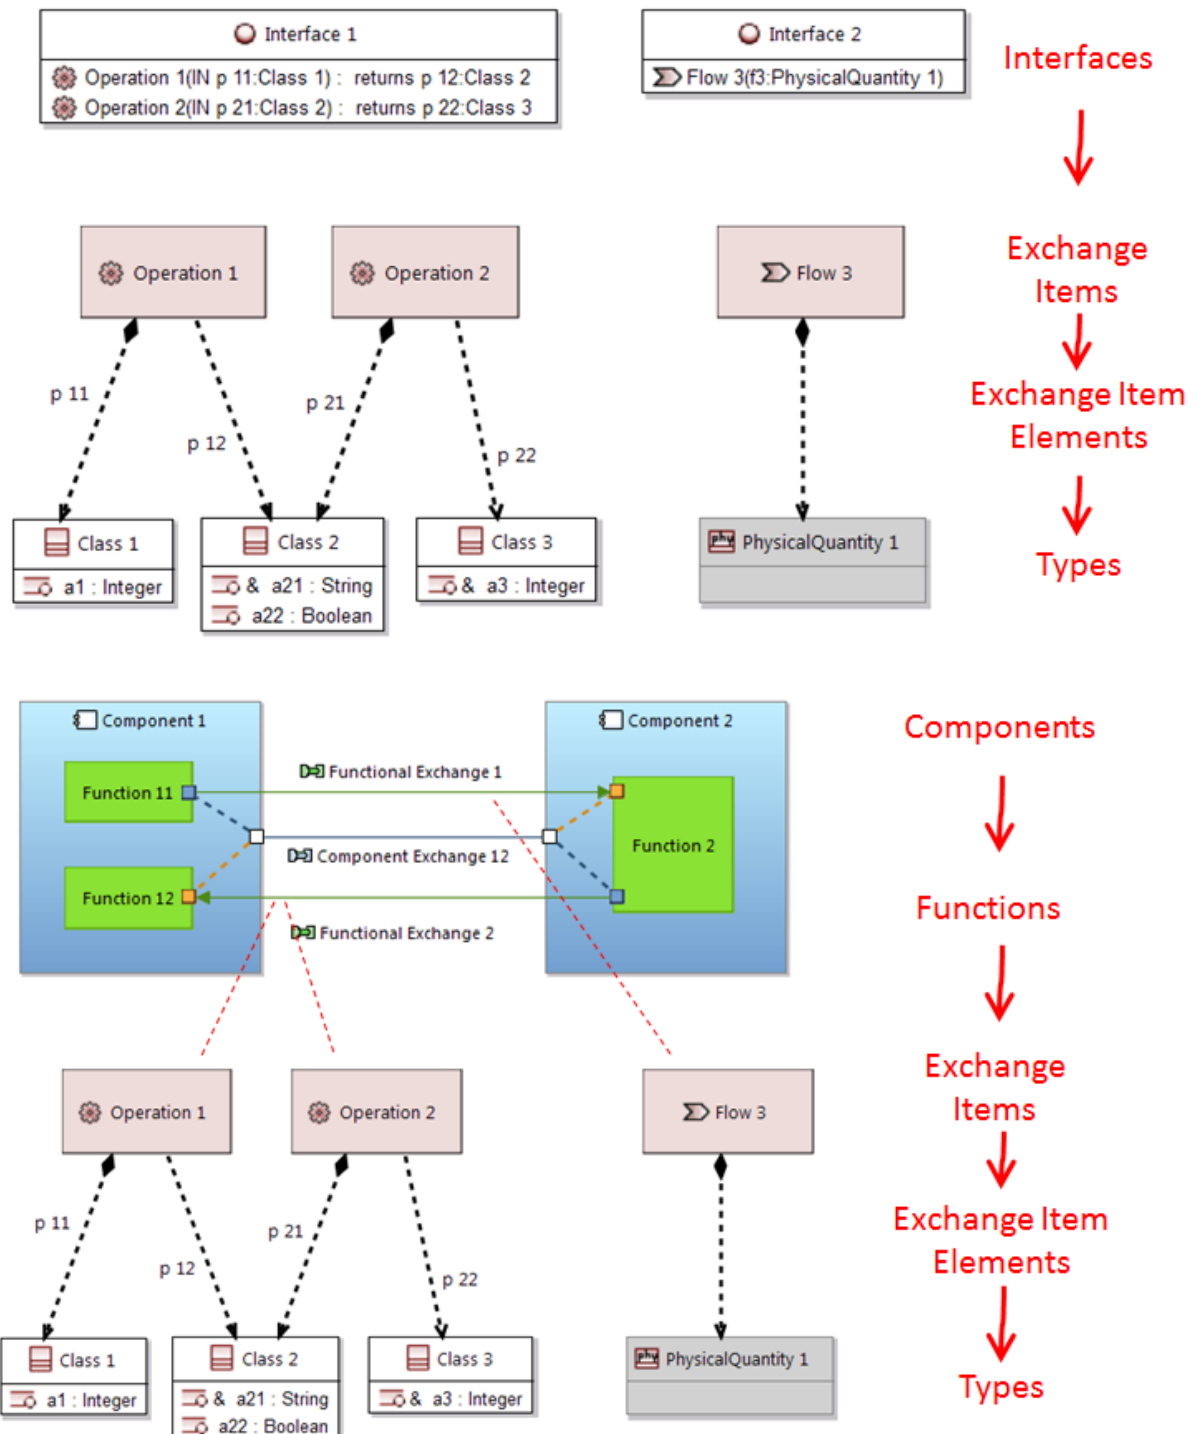 Interface 1
Operation 1(IN p 11:Class 1) : returns p 12:Class 2
Operation 2(IN p 21:Class 2) : returns p 22:Class 3
Interface 2
Flow 3(f3:PhysicalQuantity 1)
Interfaces
Operation 1
Operation 2
Flow 3
Exchange
Items
p 11
p 12
p 21
p 22
Exchange Item
Elements
Class 1
a1 : Integer
Class 2
& a21 : String
a22 : Boolean
Class 3
& a3 : Integer
phy
PhysicalQuantity 1
Types
Component 1
Component 2
Components
Function 11
Functional Exchange 1
Function 2
Component Exchange 12
Function 12
Functional Exchange 2
Functions
Operation 1
Operation 2
Flow 3
Exchange
Items
p 11
p 12
p 21
p 22
Exchange Item
Elements
Class 1
a1 : Integer
Class 2
& a21 : String
a22 : Boolean
Class 3
& a3 : Integer
phy
PhysicalQuantity 1
Types